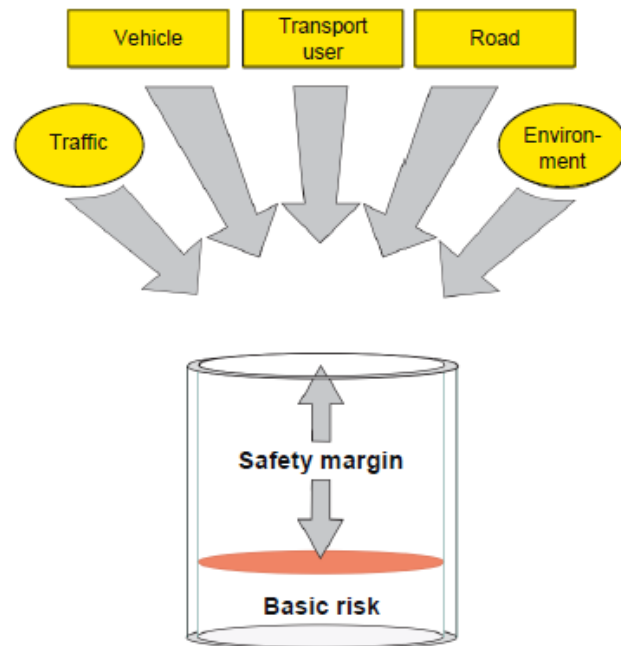 Vehicle
Transport
user
Road
Traffic
Environ-
ment
Safety margin
Basic risk